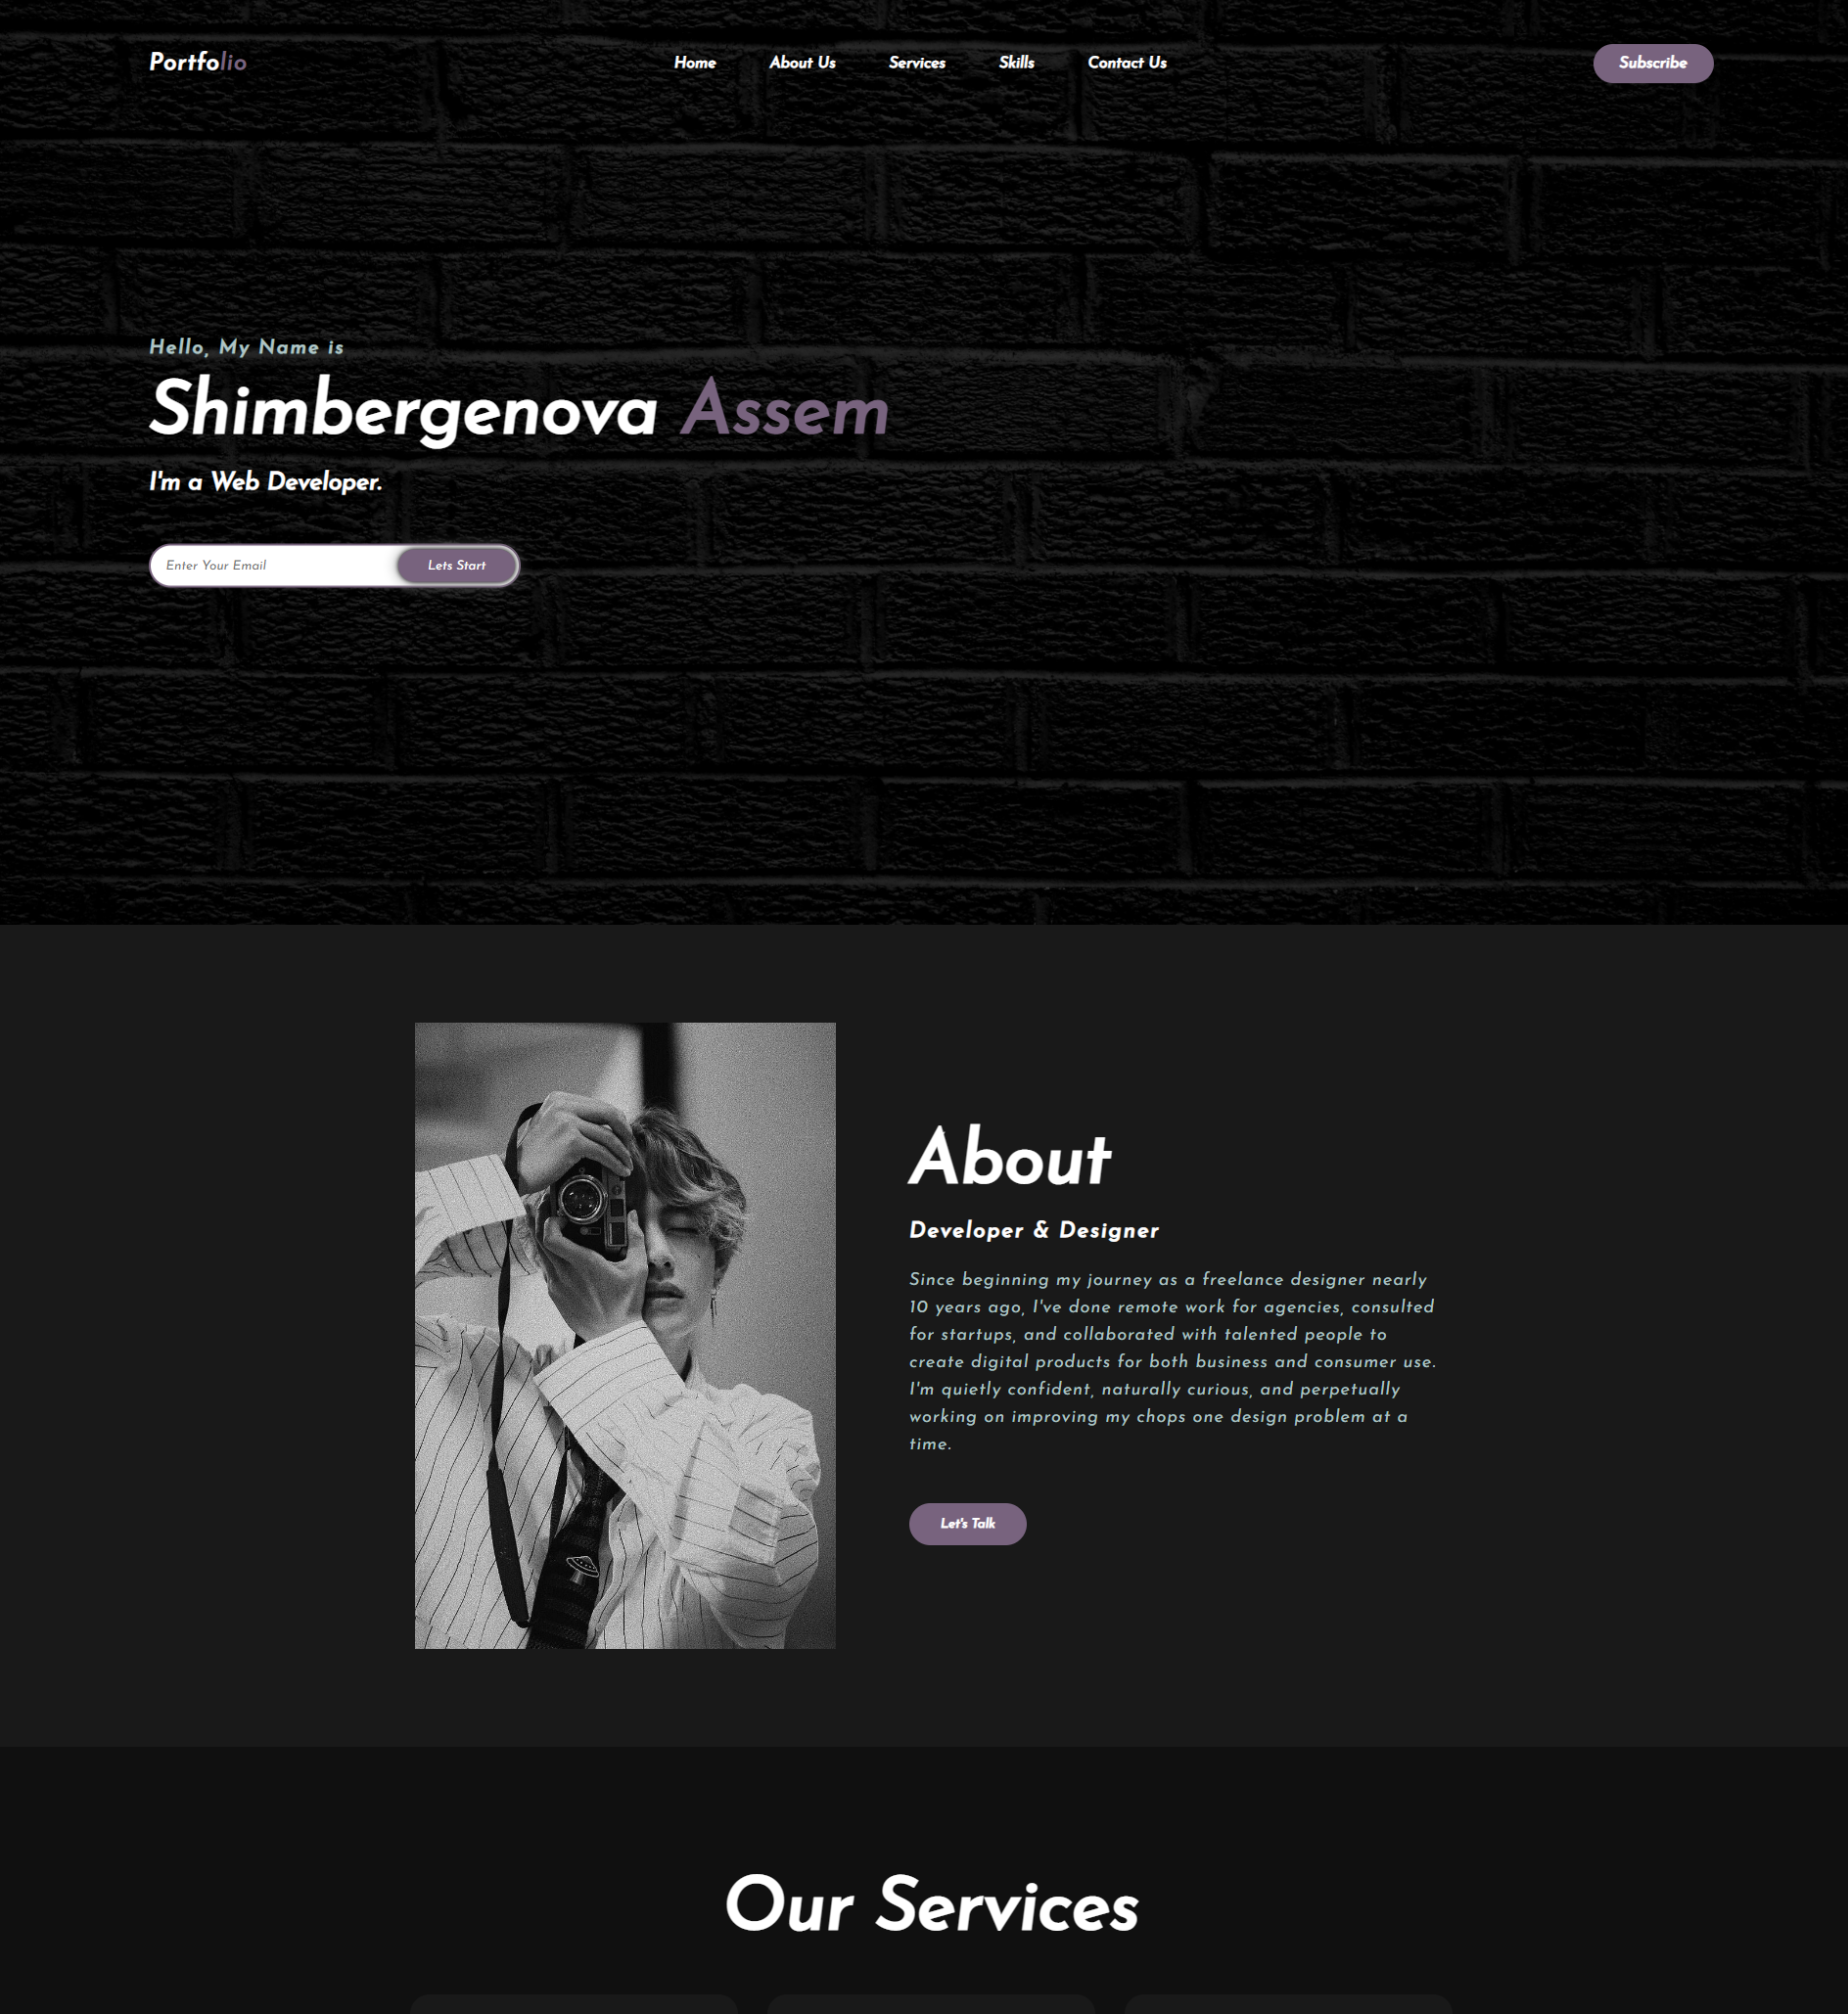 Portfolio
Home About Us Services Skills Contact Us
Subscribe
Hello, My Name is
Shimbergenova Assem
I'm a Web Developer.
Enter Your Email
Lets Start
About
Developer & Designer
Since beginning my journey as a freelance designer nearly
10 years ago, I've done remote work for agencies, consulted
for startups, and collaborated with talented people to
create digital products for both business and consumer use.
I'm quietly confident, naturally curious, and perpetually
working on improving my chops one design problem at a
time.
Let's Talk
Our Services